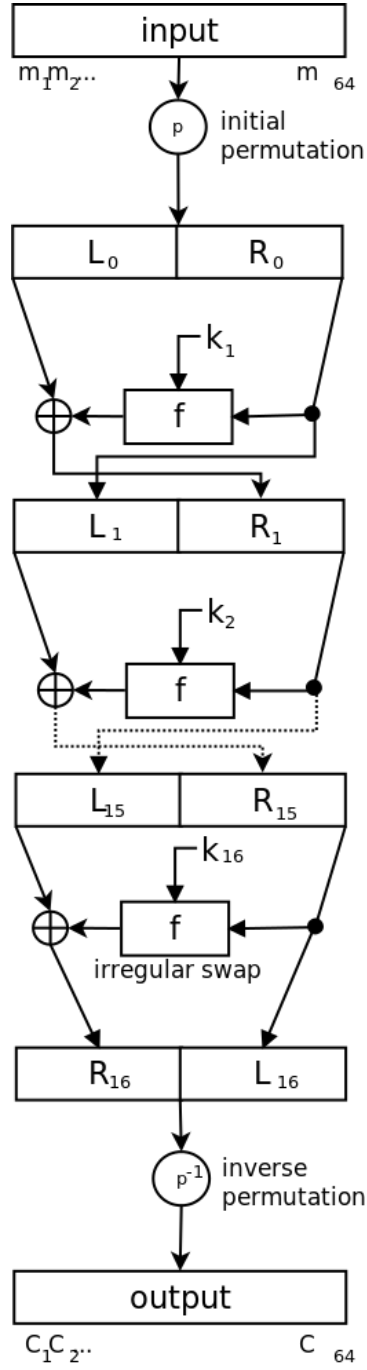 input
m₁m₂... m ₆₄
p
initial
permutation
L₀ R₀
k₁
f
L₁ R₁
k₂
f
L₁₅ R₁₅
k₁₆
f
irregular swap
R₁₆ L₁₆
p⁻¹
inverse
permutation
output
C₁C₂.. C ₆₄